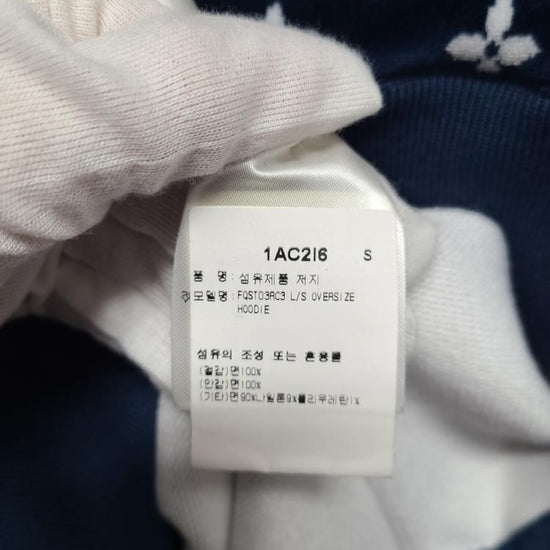 1AC2I6 S
품 명: 섬유제품 저지
모델명: FQST03RC3 L/S OVERSIZE
HOODIE
섬유의 조성 또는 혼용률
(겉감)면100%
(안감)면100%
(기타)면90%나일론9%폴리우레탄1%